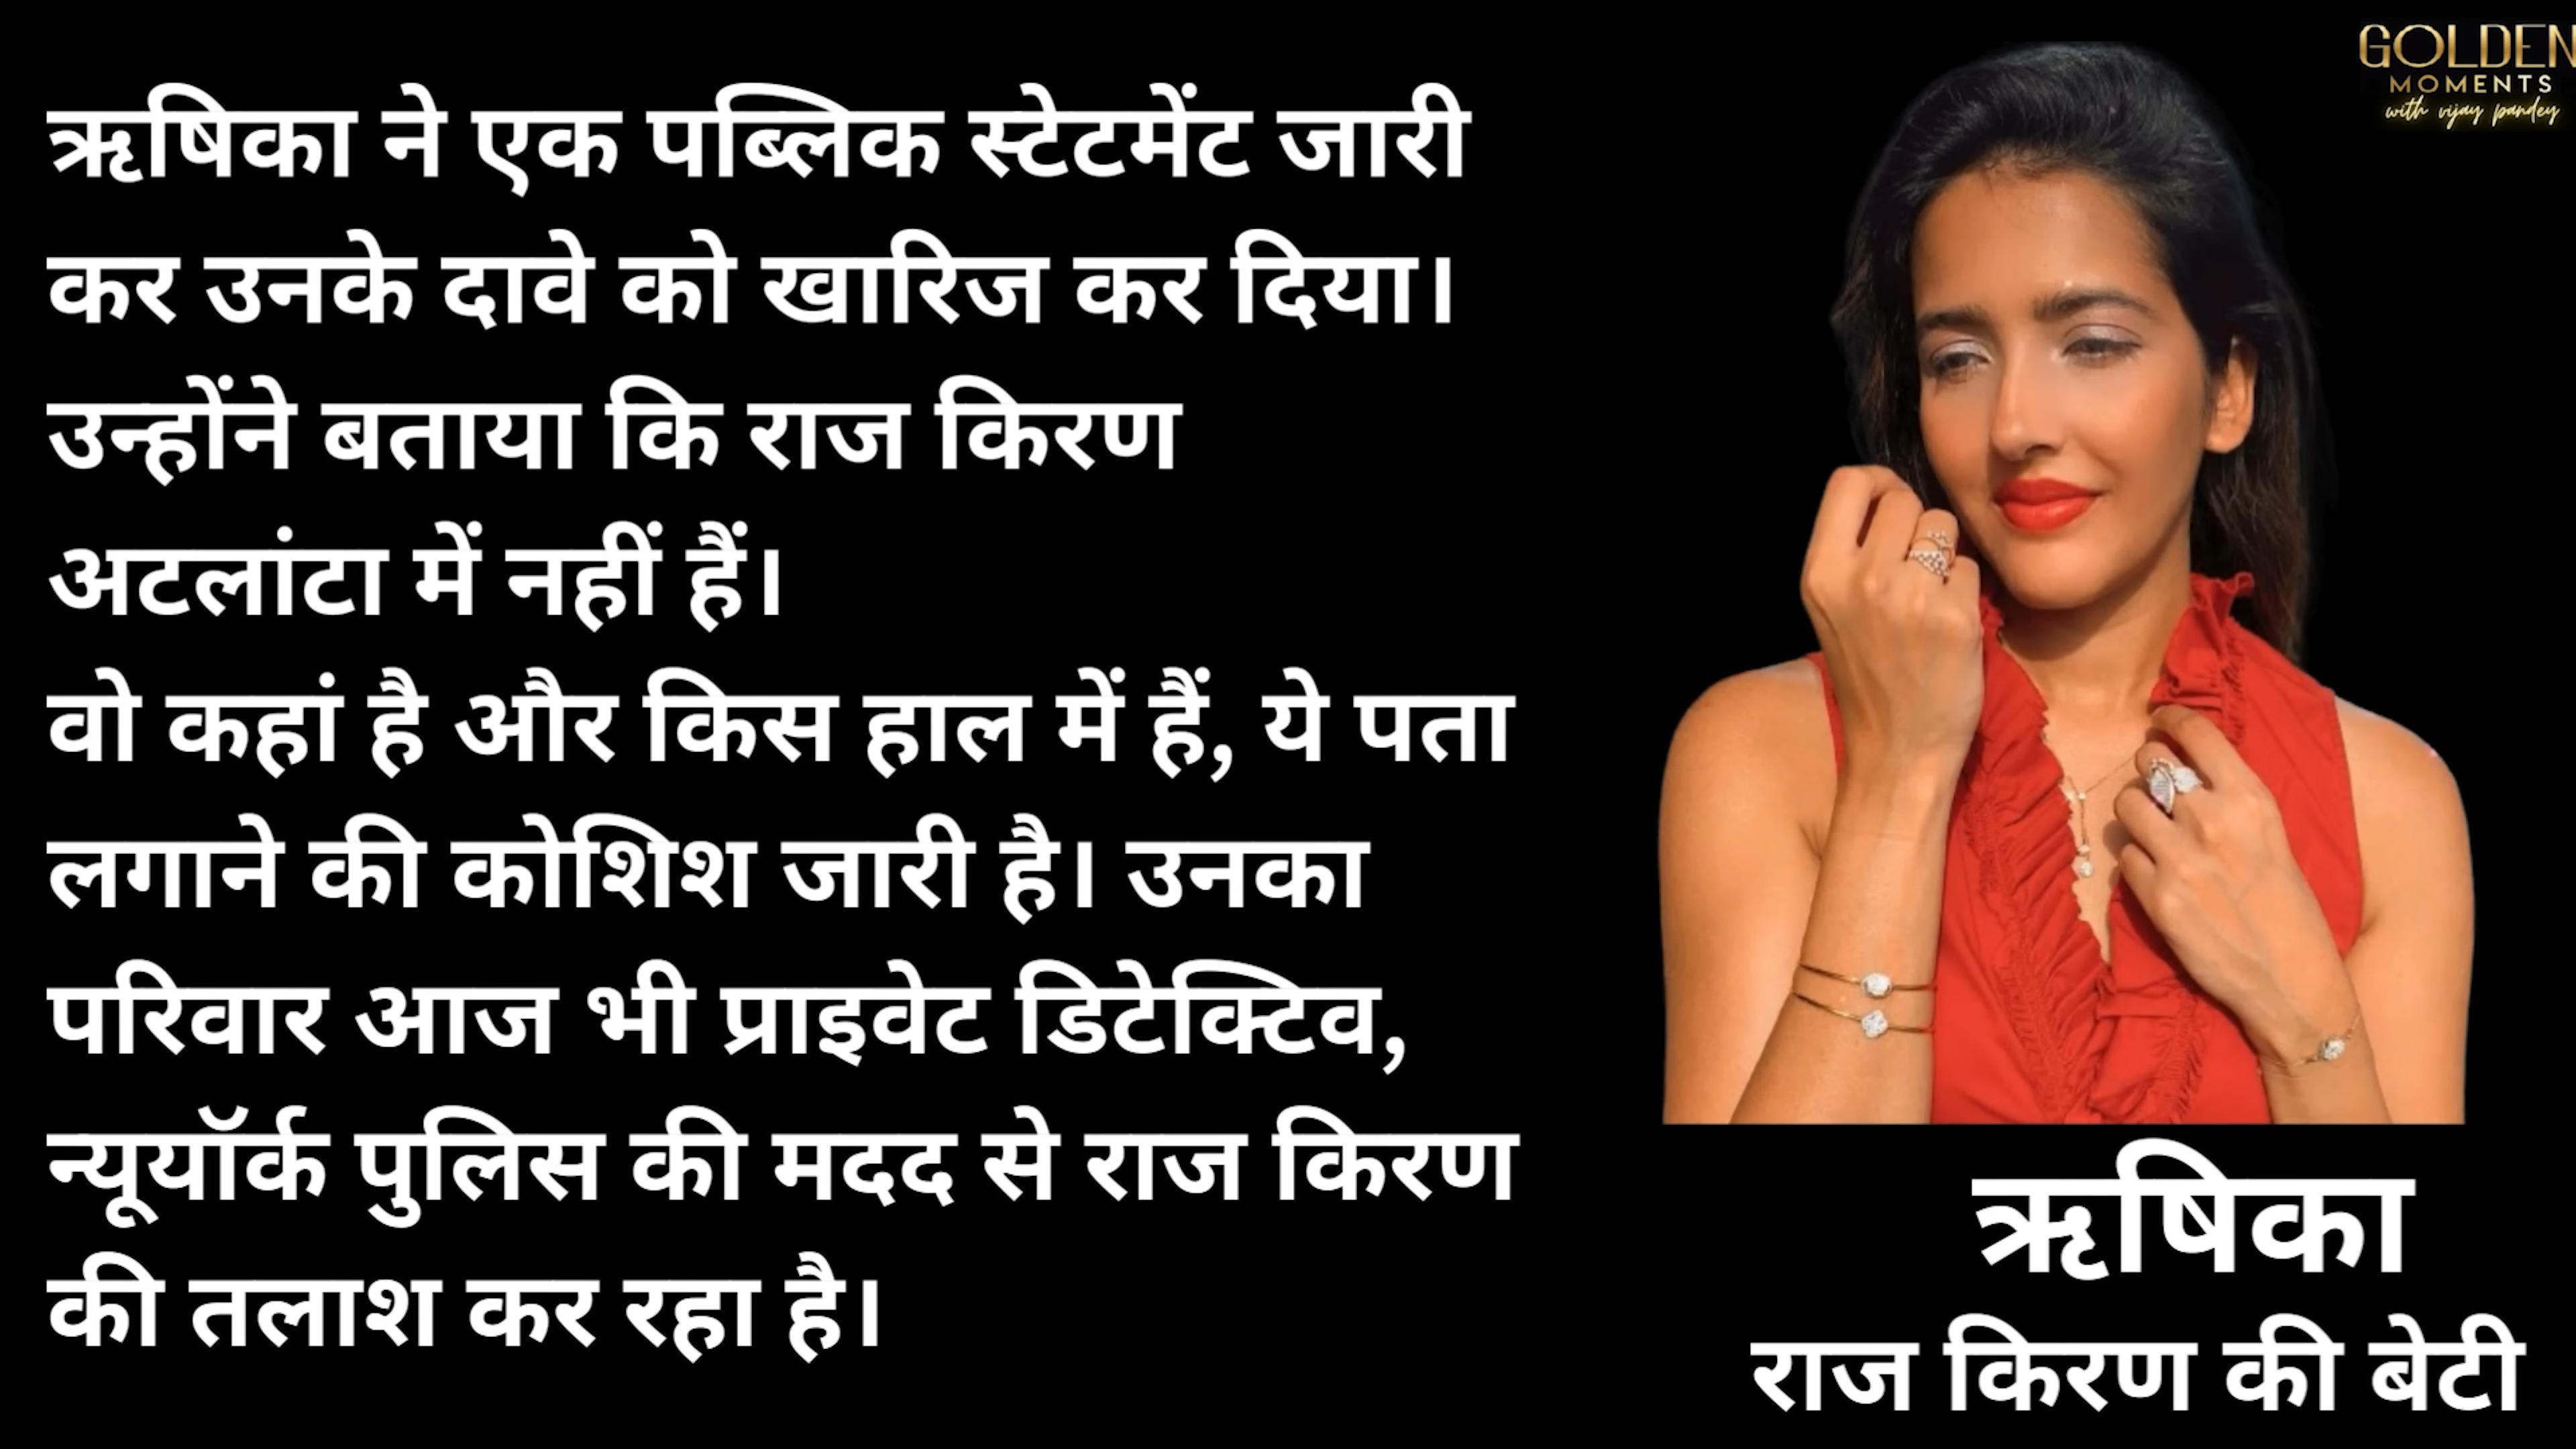 ऋषिका ने एक पब्लिक स्टेटमेंट जारी
कर उनके दावे को खारिज कर दिया।
उन्होंने बताया कि राज किरण
अटलांटा में नहीं हैं।
वो कहां है और किस हाल में हैं, ये पता
लगाने की कोशिश जारी है। उनका
परिवार आज भी प्राइवेट डिटेक्टिव,
न्यूयॉर्क पुलिस की मदद से राज किरण
की तलाश कर रहा है।
GOLDEN
MOMENTS
with vijay pandey
ऋषिका
राज किरण की बेटी